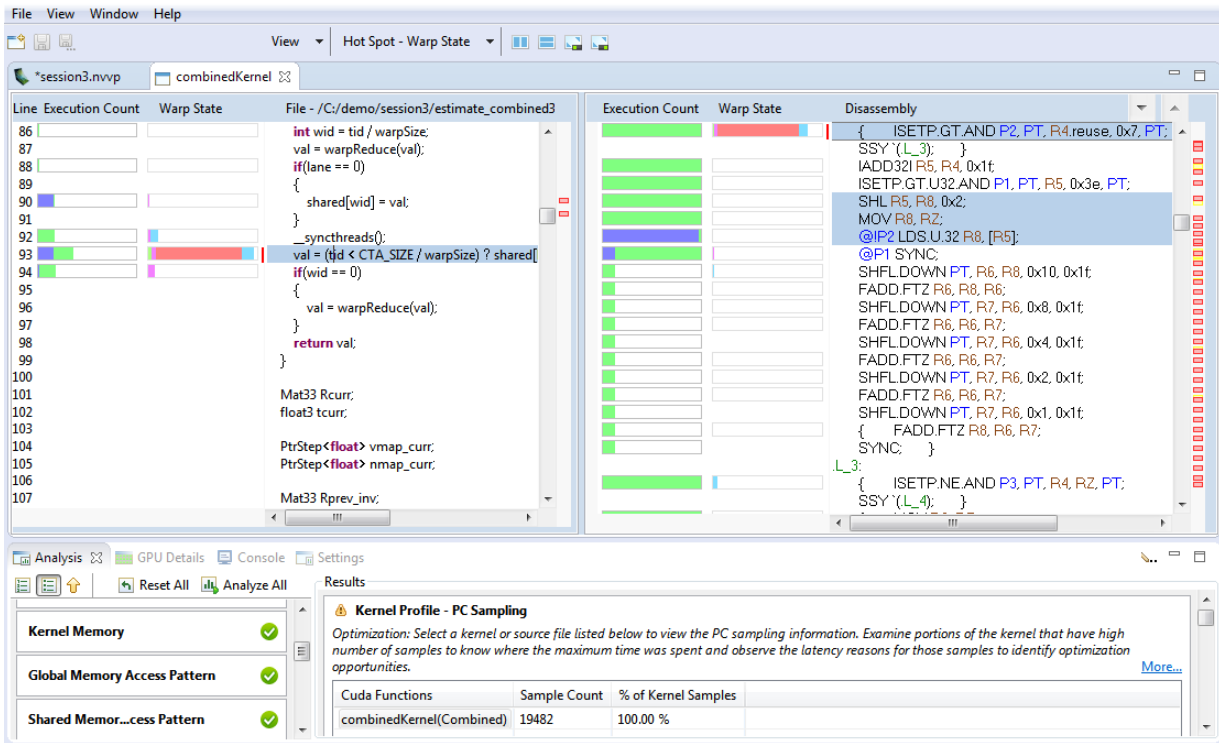 File View Window Help
View Hot Spot - Warp State
*session3.nvvp combinedKernel
Line Execution Count Warp State File - /C:/demo/session3/estimate_combined3
86 int wid = tid / warpSize;
87 val = warpReduce(val);
88 if(lane == 0)
89 {
90 shared[wid] = val;
91 }
92 __syncthreads();
93 val = (tid < CTA_SIZE / warpSize) ? shared[
94 if(wid == 0)
95 {
96 val = warpReduce(val);
97 }
98 return val;
99 }
100
101 Mat33 Rcurr;
102 float3 tcurr;
103
104 PtrStep<float> vmap_curr;
105 PtrStep<float> nmap_curr;
106
107 Mat33 Rprev_inv;
Execution Count Warp State Disassembly
{ ISETP.GT.AND P2, PT, R4.reuse, 0x7, PT;
SSY `(.L_3); }
IADD32I R5, R4, 0x1f;
ISETP.GT.U32.AND P1, PT, R5, 0x3e, PT;
SHL R5, R8, 0x2;
MOV R8, RZ;
@!P2 LDS.U.32 R8, [R5];
@P1 SYNC;
SHFL.DOWN PT, R6, R8, 0x10, 0x1f;
FADD.FTZ R6, R8, R6;
SHFL.DOWN PT, R7, R6, 0x8, 0x1f;
FADD.FTZ R6, R6, R7;
SHFL.DOWN PT, R7, R6, 0x4, 0x1f;
FADD.FTZ R6, R6, R7;
SHFL.DOWN PT, R7, R6, 0x2, 0x1f;
FADD.FTZ R6, R6, R7;
SHFL.DOWN PT, R7, R6, 0x1, 0x1f;
{ FADD.FTZ R8, R6, R7;
SYNC; }
.L_3:
{ ISETP.NE.AND P3, PT, R4, RZ, PT;
SSY `(.L_4); }
Analysis GPU Details Console Settings
Reset All Analyze All
Kernel Memory
Global Memory Access Pattern
Shared Memor...cess Pattern
Results
Kernel Profile - PC Sampling
Optimization: Select a kernel or source file listed below to view the PC sampling information. Examine portions of the kernel that have high
number of samples to know where the maximum time was spent and observe the latency reasons for those samples to identify optimization
opportunities. More...
Cuda Functions Sample Count % of Kernel Samples
combinedKernel(Combined) 19482 100.00 %